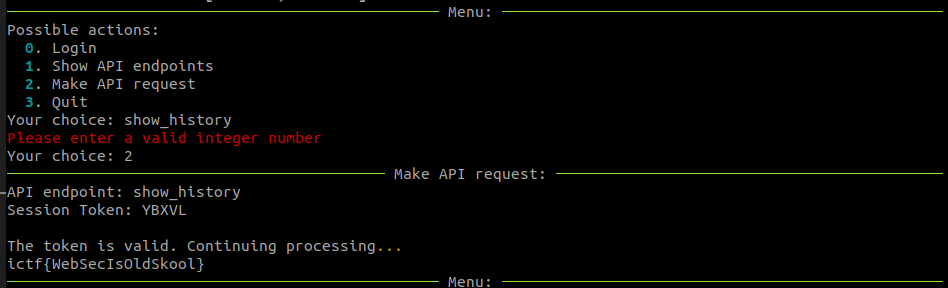 Menu:
Possible actions:
0. Login
1. Show API endpoints
2. Make API request
3. Quit
Your choice: show_history
Please enter a valid integer number
Your choice: 2
Make API request:
API endpoint: show_history
Session Token: YBXVL
The token is valid. Continuing processing...
ictf{WebSecIsOldSkool}
Menu: